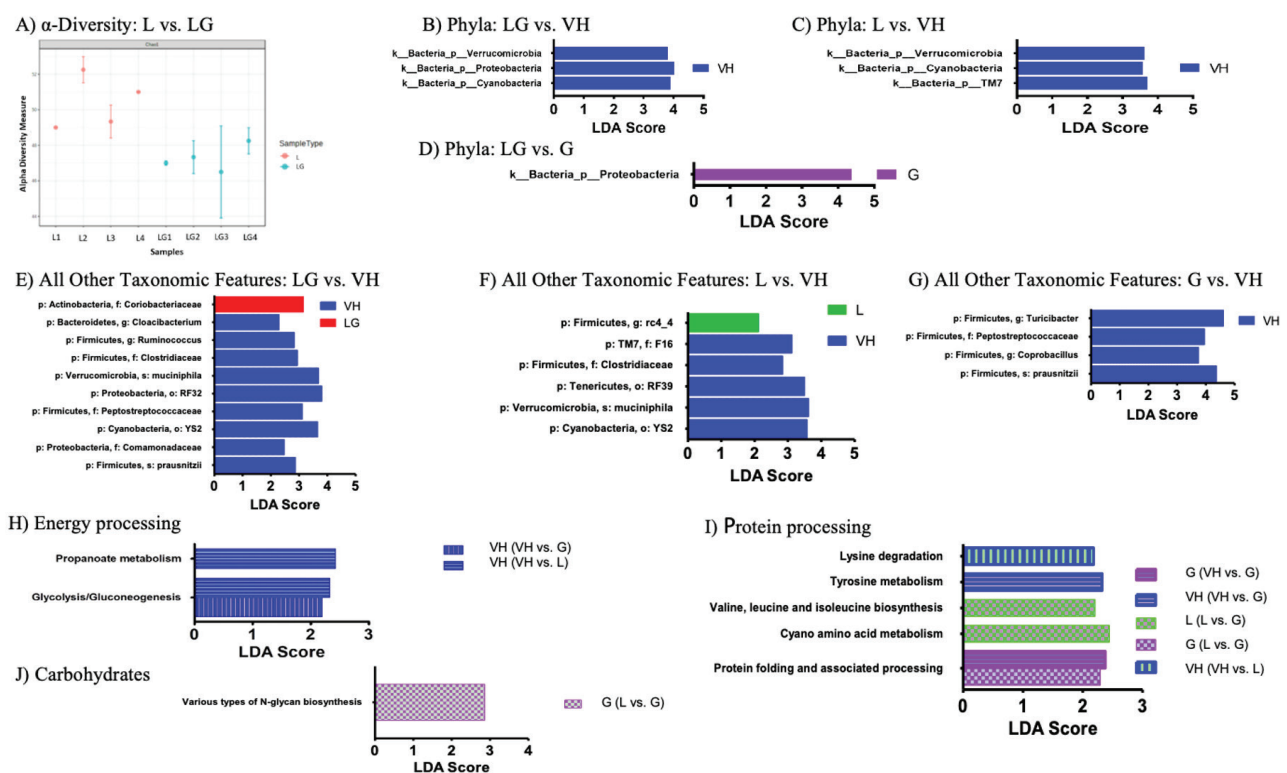 A) α-Diversity: L vs. LG
Chao1
Alpha Diversity Measure
52
50
48
46
44
L1 L2 L3 L4 LG1 LG2 LG3 LG4
Samples
SampleType
L
LG
B) Phyla: LG vs. VH
k__Bacteria_p__Verrucomicrobia
k__Bacteria_p__Proteobacteria
k__Bacteria_p__Cyanobacteria
VH
0 1 2 3 4 5
LDA Score
C) Phyla: L vs. VH
k__Bacteria_p__Verrucomicrobia
k__Bacteria_p__Cyanobacteria
k__Bacteria_p__TM7
VH
0 1 2 3 4 5
LDA Score
D) Phyla: LG vs. G
k__Bacteria_p__Proteobacteria
G
0 1 2 3 4 5
LDA Score
E) All Other Taxonomic Features: LG vs. VH
p: Actinobacteria, f: Coriobacteriaceae
p: Bacteroidetes, g: Cloacibacterium
p: Firmicutes, g: Ruminococcus
p: Firmicutes, f: Clostridiaceae
p: Verrucomicrobia, s: muciniphila
p: Proteobacteria, o: RF32
p: Firmicutes, f: Peptostreptococcaceae
p: Cyanobacteria, o: YS2
p: Proteobacteria, f: Comamonadaceae
p: Firmicutes, s: prausnitzii
VH
LG
0 1 2 3 4 5
LDA Score
F) All Other Taxonomic Features: L vs. VH
p: Firmicutes, g: rc4_4
p: TM7, f: F16
p: Firmicutes, f: Clostridiaceae
p: Tenericutes, o: RF39
p: Verrucomicrobia, s: muciniphila
p: Cyanobacteria, o: YS2
L
VH
0 1 2 3 4 5
LDA Score
G) All Other Taxonomic Features: G vs. VH
p: Firmicutes, g: Turicibacter
p: Firmicutes, f: Peptostreptococcaceae
p: Firmicutes, g: Coprobacillus
p: Firmicutes, s: prausnitzii
VH
0 1 2 3 4 5
LDA Score
H) Energy processing
Propanoate metabolism
Glycolysis/Gluconeogenesis
VH (VH vs. G)
VH (VH vs. L)
0 1 2 3
LDA Score
I) Protein processing
Lysine degradation
Tyrosine metabolism
Valine, leucine and isoleucine biosynthesis
Cyano amino acid metabolism
Protein folding and associated processing
G (VH vs. G)
VH (VH vs. G)
L (L vs. G)
G (L vs. G)
VH (VH vs. L)
0 1 2 3
LDA Score
J) Carbohydrates
Various types of N-glycan biosynthesis
G (L vs. G)
0 1 2 3 4
LDA Score